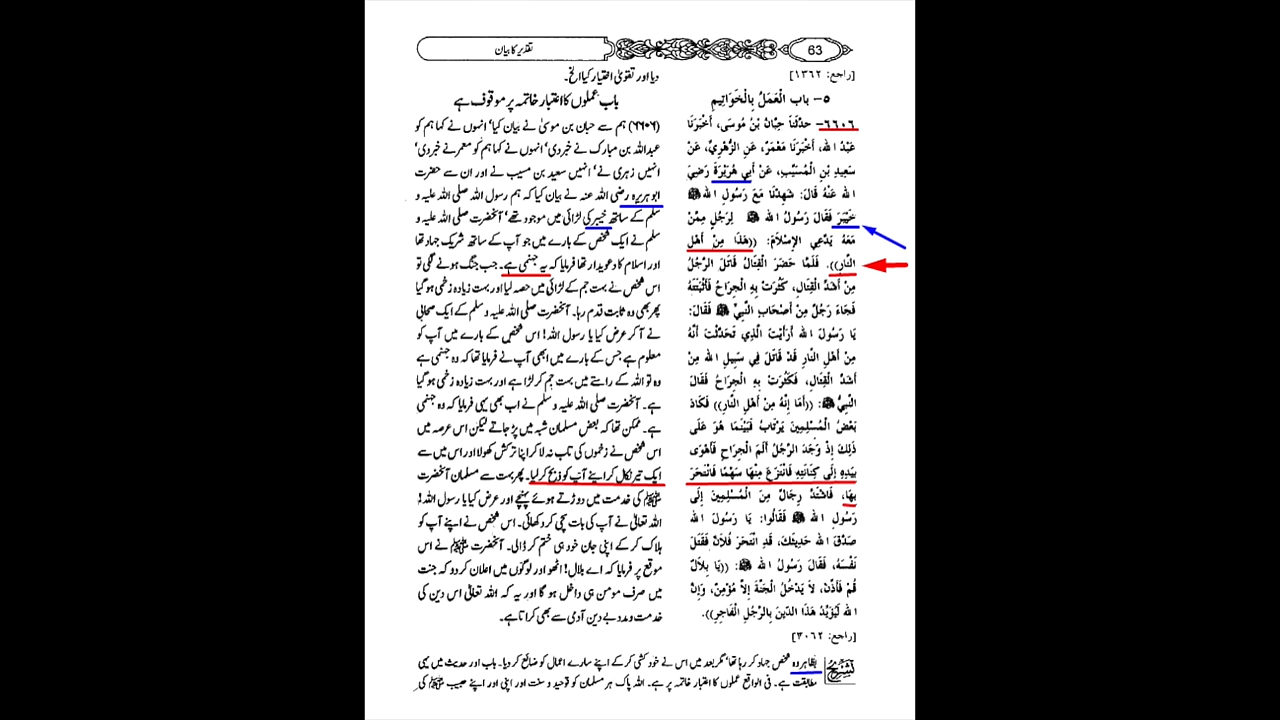 63
تقدیر کا بیان
[راجع: ١٣٦٢]
٥- باب الْعَمَلُ بِالْخَوَاتِيمِ
٦٦٠٦- حدَّثَنَا حِبَّانُ بْنُ مُوسَى، أَخْبَرَنَا
عَبْدُ اللهِ، أَخْبَرَنَا مَعْمَرٌ، عَنِ الزُّهْرِيِّ، عَنْ
سَعِيدِ بْنِ الْمُسَيَّبِ، عَنْ أَبِي هُرَيْرَةَ رَضِيَ
اللهُ عَنْهُ قَالَ: شَهِدْنَا مَعَ رَسُولِ اللهِ ﷺ
خَيْبَرَ فَقَالَ رَسُولُ اللهِ ﷺ لِرَجُلٍ مِمَّنْ
مَعَهُ يَدَّعِي الإِسْلاَمَ: ((هَذَا مِنْ أَهْلِ
النَّارِ)). فَلَمَّا حَضَرَ الْقِتَالُ قَاتَلَ الرَّجُلُ
مِنْ أَشَدِّ الْقِتَالِ، كَثُرَتْ بِهِ الْجِرَاحُ فَأَثْبَتَتْهُ
فَجَاءَ رَجُلٌ مِنْ أَصْحَابِ النَّبِيِّ ﷺ فَقَالَ:
يَا رَسُولَ اللهِ أَرَأَيْتَ الَّذِي تَحَدَّثْتَ أَنَّهُ
مِنْ أَهْلِ النَّارِ قَدْ قَاتَلَ فِي سَبِيلِ اللهِ مِنْ
أَشَدِّ الْقِتَالِ، فَكَثُرَتْ بِهِ الْجِرَاحُ فَقَالَ
النَّبِيُّ ﷺ: ((أَمَا إِنَّهُ مِنْ أَهْلِ النَّارِ)) فَكَادَ
بَعْضُ الْمُسْلِمِينَ يَرْتَابُ فَبَيْنَمَا هُوَ عَلَى
ذَلِكَ إِذْ وَجَدَ الرَّجُلُ أَلَمَ الْجِرَاحِ فَأَهْوَى
بِيَدِهِ إِلَى كِنَانَتِهِ فَانْتَزَعَ مِنْهَا سَهْمًا فَانْتَحَرَ
بِهَا، فَاشْتَدَّ رِجَالٌ مِنَ الْمُسْلِمِينَ إِلَى
رَسُولِ اللهِ ﷺ فَقَالُوا: يَا رَسُولَ اللهِ
صَدَّقَ اللهُ حَدِيثَكَ، قَدِ انْتَحَرَ فُلاَنٌ فَقَتَلَ
نَفْسَهُ، فَقَالَ رَسُولُ اللهِ ﷺ: ((يَا بِلاَلُ
قُمْ فَأَذِّنْ، لاَ يَدْخُلُ الْجَنَّةَ إِلاَّ مُؤْمِنٌ، وَإِنَّ
اللهَ لَيُؤَيِّدُ هَذَا الدِّينَ بِالرَّجُلِ الْفَاجِرِ)).
[راجع: ٣٠٦٢]
دیا اور تقویٰ اختیار کیا الخ۔
باب عملوں کا اعتبار خاتمہ پر موقوف ہے
(۶۶۰۶) ہم سے حبان بن موسیٰ نے بیان کیا' انہوں نے کہا ہم کو
عبداللہ بن مبارک نے خبر دی' انہوں نے کہا ہم کو معمر نے خبر دی'
انہیں زہری نے' انہیں سعید بن مسیب نے اور ان سے حضرت
ابو ہریرہ رضی اللہ عنہ نے بیان کیا کہ ہم رسول اللہ صلی اللہ علیہ و
سلم کے ساتھ خیبر کی لڑائی میں موجود تھے' آنحضرت صلی اللہ علیہ و
سلم نے ایک شخص کے بارے میں جو آپ کے ساتھ شریک جہاد تھا
اور اسلام کا دعویدار تھا فرمایا کہ یہ جہنمی ہے۔ جب جنگ ہونے لگی تو
اس شخص نے بہت جم کے لڑائی میں حصہ لیا اور بہت زیادہ زخمی ہو گیا
پھر بھی وہ ثابت قدم رہا۔ آنحضرت صلی اللہ علیہ و سلم کے ایک صحابی
نے آ کر عرض کیا یا رسول اللہ! اس شخص کے بارے میں آپ کو
معلوم ہے جس کے بارے میں ابھی آپ نے فرمایا تھا کہ وہ جہنمی ہے
وہ تو اللہ کے راستے میں بہت جم کر لڑا ہے اور بہت زیادہ زخمی ہو گیا
ہے۔ آنحضرت صلی اللہ علیہ و سلم نے اب بھی یہی فرمایا کہ وہ جہنمی
ہے۔ ممکن تھا کہ بعض مسلمان شبہ میں پڑ جاتے لیکن اس عرصہ میں
اس شخص نے زخموں کی تاب نہ لا کر اپنا ترکش کھولا اور اس میں سے
ایک تیر نکال کر اپنے آپ کو ذبح کر لیا۔ پھر بہت سے مسلمان آنحضرت
ﷺ کی خدمت میں دوڑتے ہوئے پہنچے اور عرض کیا یا رسول اللہ!
اللہ تعالیٰ نے آپ کی بات سچی کر دکھائی۔ اس شخص نے اپنے آپ کو
ہلاک کر کے اپنی جان خود ہی ختم کر ڈالی۔ آنحضرت ﷺ نے اس
موقع پر فرمایا کہ اے بلال! اٹھو اور لوگوں میں اعلان کر دو کہ جنت
میں صرف مومن ہی داخل ہو گا اور یہ کہ اللہ تعالیٰ اس دین کی
خدمت و مدد بے دین آدمی سے بھی کراتا ہے۔
تشریح بظاہر وہ شخص جہاد کر رہا تھا' مگر بعد میں اس نے خود کشی کر کے اپنے سارے اعمال کو ضائع کر دیا۔ باب اور حدیث میں یہی
مطابقت ہے۔ فی الواقع عملوں کا اعتبار خاتمہ پر ہے۔ اللہ پاک ہر مسلمان کو توحید و سنت اور اپنی اور اپنے حبیب ﷺ کی